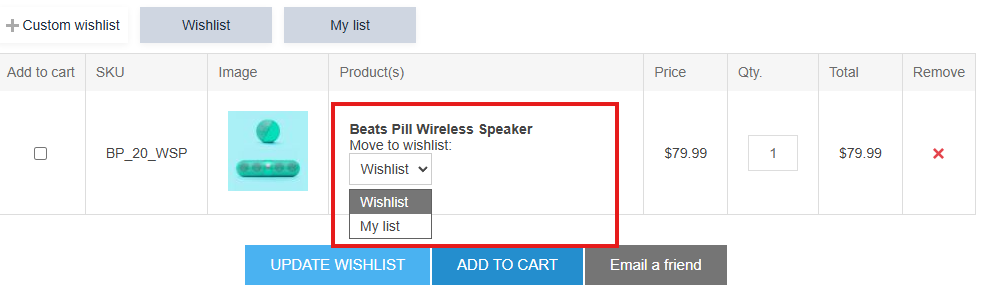 Custom wishlist
Wishlist
My list
Add to cart
SKU
Image
Product(s)
Price
Qty.
Total
Remove
BP_20_WSP
Beats Pill Wireless Speaker
Move to wishlist:
Wishlist
Wishlist
My list
$79.99
1
$79.99
UPDATE WISHLIST
ADD TO CART
Email a friend